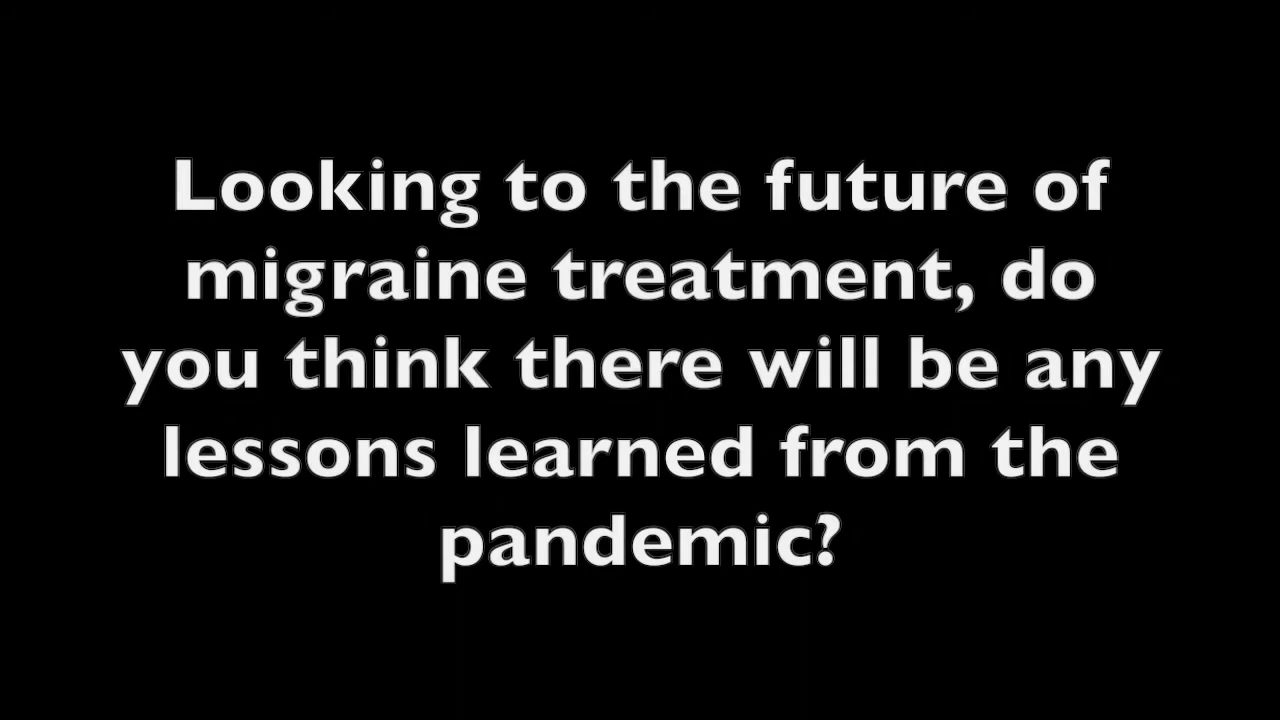 Looking to the future of
migraine treatment, do
you think there will be any
lessons learned from the
pandemic?